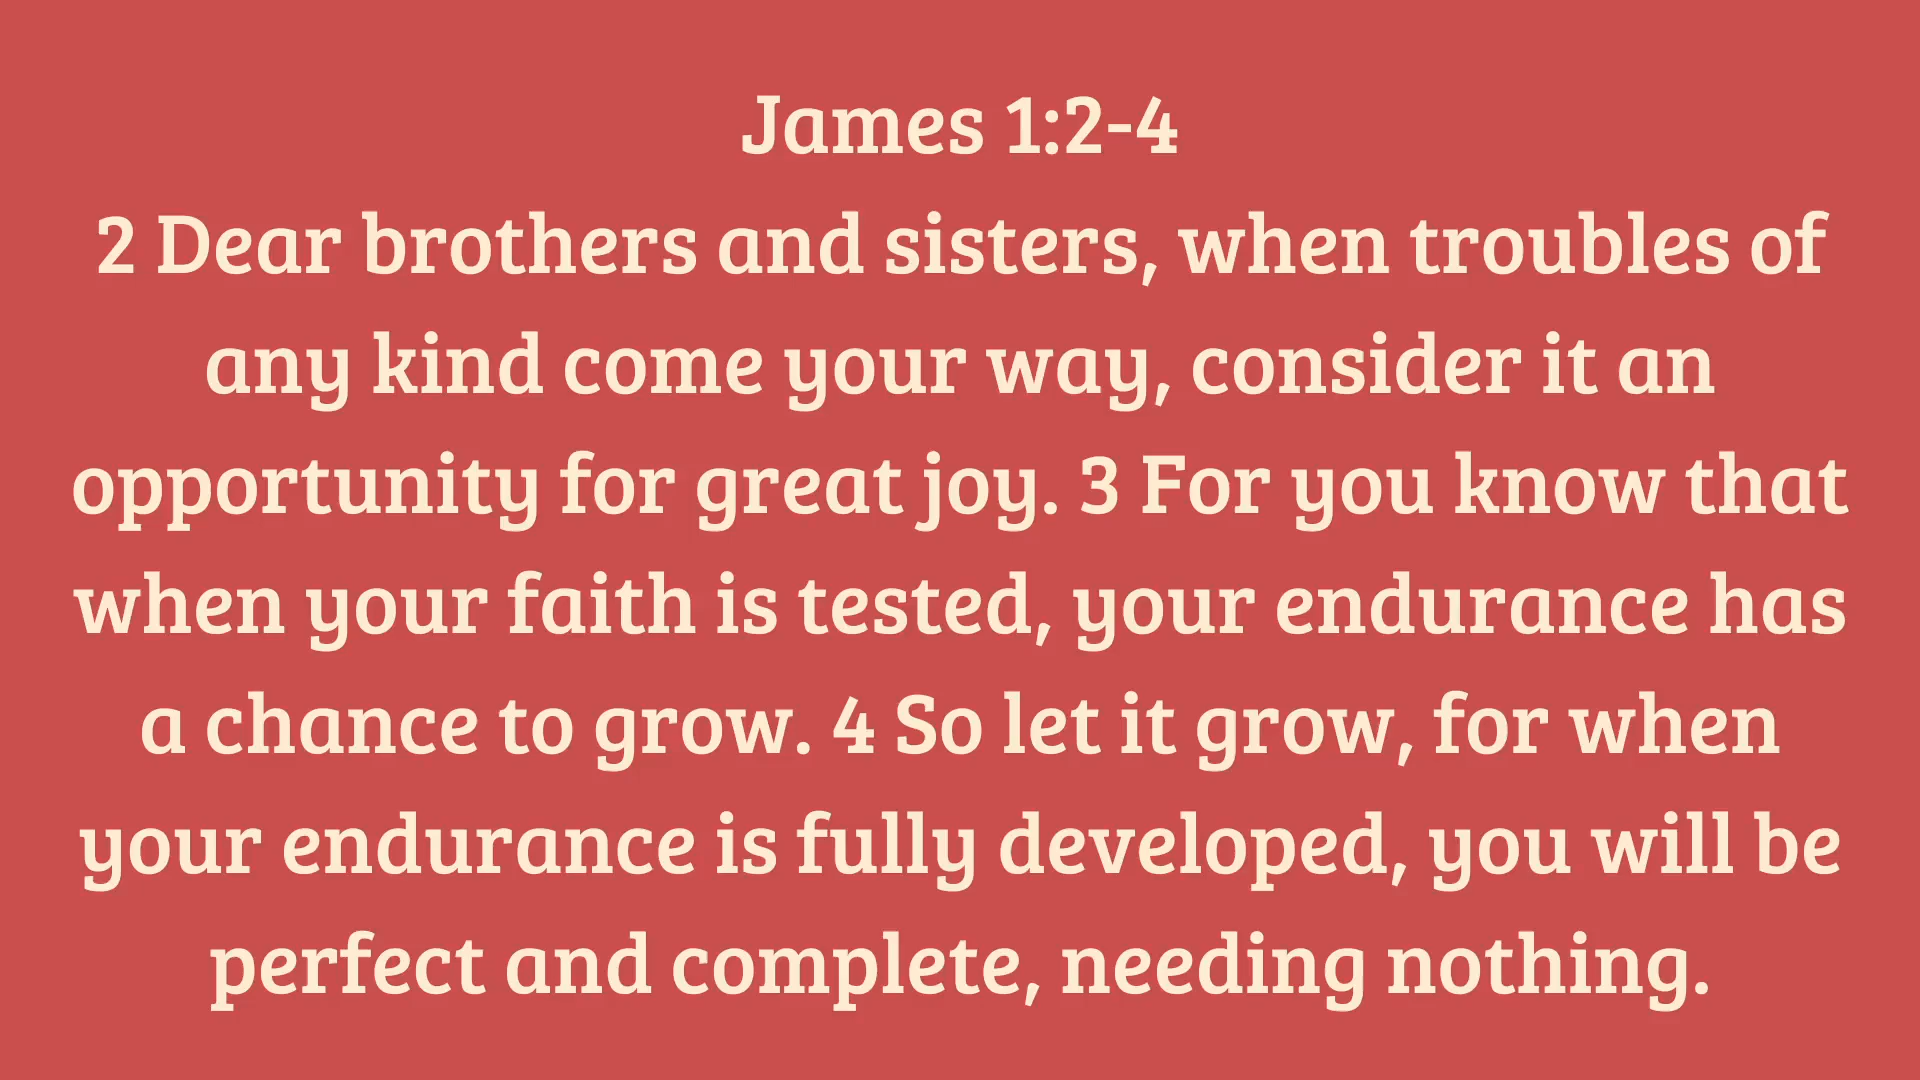 James 1:2-4
2 Dear brothers and sisters, when troubles of
any kind come your way, consider it an
opportunity for great joy. 3 For you know that
when your faith is tested, your endurance has
a chance to grow. 4 So let it grow, for when
your endurance is fully developed, you will be
perfect and complete, needing nothing.